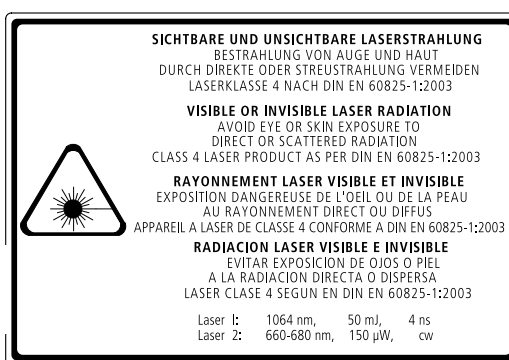 SICHTBARE UND UNSICHTBARE LASERSTRAHLUNG
BESTRAHLUNG VON AUGE UND HAUT
DURCH DIREKTE ODER STREUSTRAHLUNG VERMEIDEN
LASERKLASSE 4 NACH DIN EN 60825-1:2003
VISIBLE OR INVISIBLE LASER RADIATION
AVOID EYE OR SKIN EXPOSURE TO
DIRECT OR SCATTERED RADIATION
CLASS 4 LASER PRODUCT AS PER DIN EN 60825-1:2003
RAYONNEMENT LASER VISIBLE ET INVISIBLE
EXPOSITION DANGEREUSE DE L'OEIL OU DE LA PEAU
AU RAYONNEMENT DIRECT OU DIFFUS
APPAREIL A LASER DE CLASSE 4 CONFORME A DIN EN 60825-1:2003
RADIACION LASER VISIBLE E INVISIBLE
EVITAR EXPOSICION DE OJOS O PIEL
A LA RADIACION DIRECTA O DISPERSA
LASER CLASE 4 SEGUN EN DIN EN 60825-1:2003
Laser 1: 1064 nm, 50 mJ, 4 ns
Laser 2: 660-680 nm, 150 µW, cw